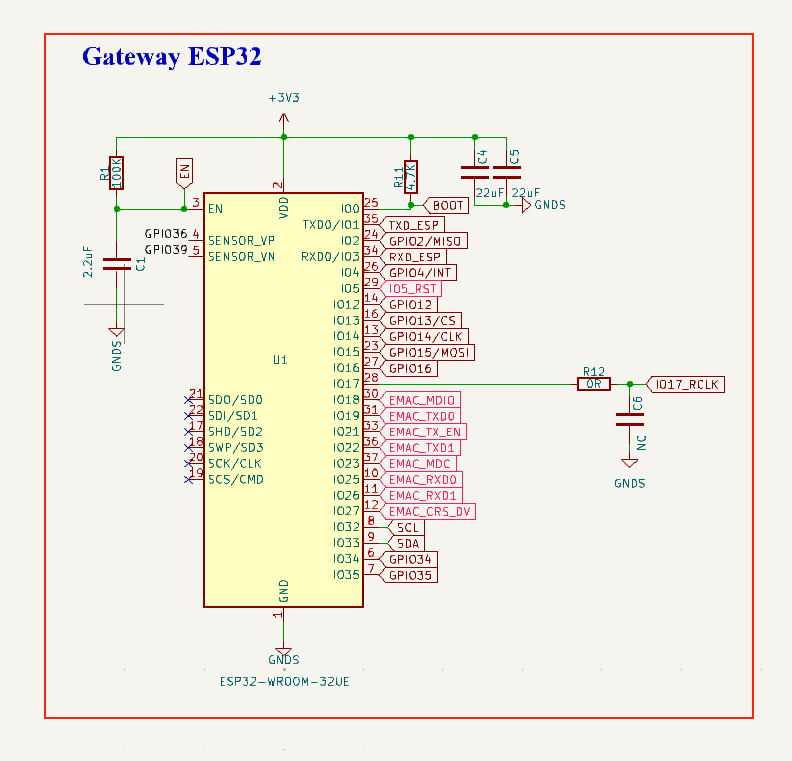 Gateway ESP32
+3V3
R1
100K
EN
2
VDD
R11
4.7K
C4
22uF
C5
22uF
GNDS
3 EN
IO0 25 BOOT
TXD0/IO1 35 TXD_ESP
GPIO36 4 SENSOR_VP
IO2 24 GPIO2/MISO
GPIO39 5 SENSOR_VN
RXD0/IO3 34 RXD_ESP
2.2uF
C1
GNDS
IO4 26 GPIO4/INT
IO5 29 IO5_RST
IO12 14 GPIO12
IO13 16 GPIO13/CS
IO14 13 GPIO14/CLK
IO15 23 GPIO15/MOSI
U1
IO16 27 GPIO16
IO17 28
R12
0R
IO17_RCLK
C6
NC
GNDS
21 SDO/SD0
IO18 30 EMAC_MDIO
22 SDI/SD1
IO19 31 EMAC_TXD0
17 SHD/SD2
IO21 33 EMAC_TX_EN
18 SWP/SD3
IO22 36 EMAC_TXD1
20 SCK/CLK
IO23 37 EMAC_MDC
19 SCS/CMD
IO25 10 EMAC_RXD0
IO26 11 EMAC_RXD1
IO27 12 EMAC_CRS_DV
IO32 8 SCL
IO33 9 SDA
IO34 6 GPIO34
IO35 7 GPIO35
GND
1
GNDS
ESP32-WROOM-32UE